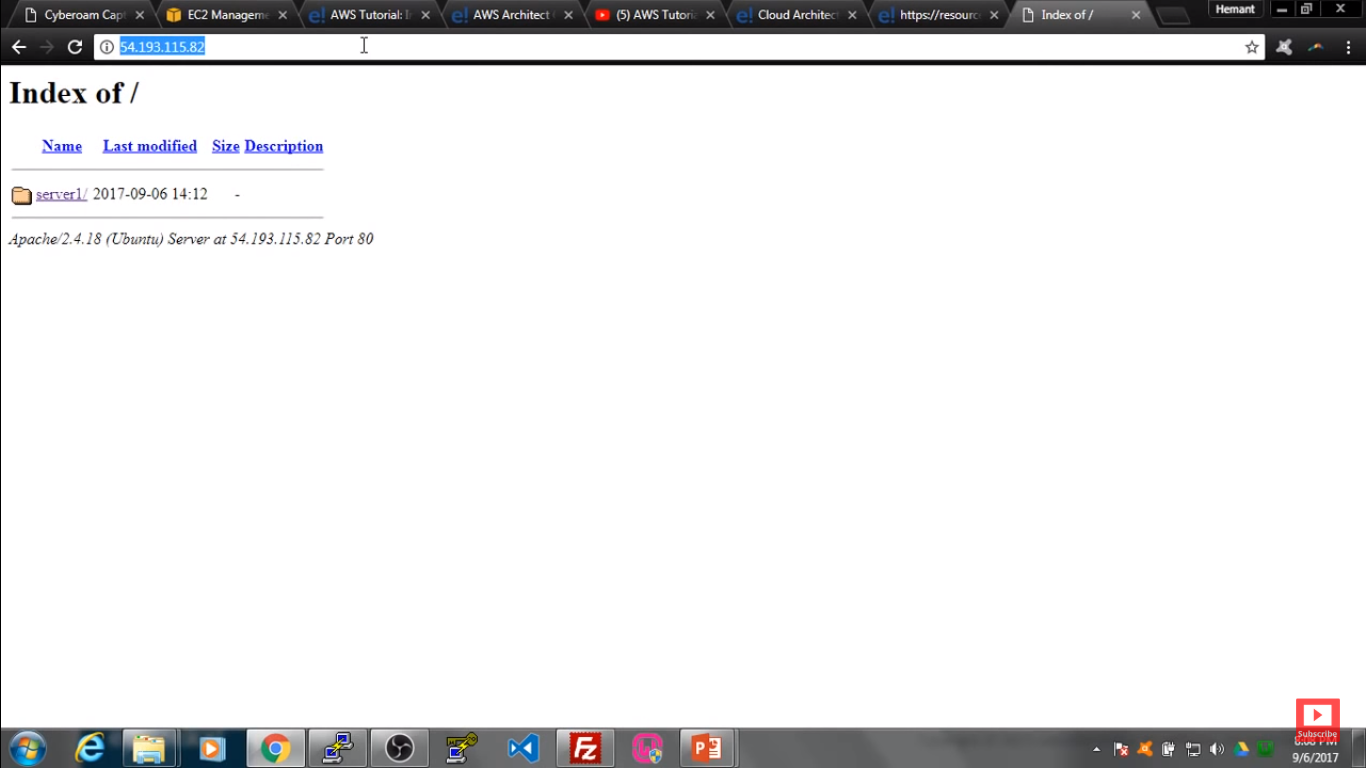 Cyberoam Capt
EC2 Manageme
AWS Tutorial: I
AWS Architect
(5) AWS Tutoria
Cloud Architec
https://resourc
Index of /
Hemant
54.193.115.82
Index of /
Name Last modified Size Description
server1/ 2017-09-06 14:12 -
Apache/2.4.18 (Ubuntu) Server at 54.193.115.82 Port 80
Subscribe
9/6/2017